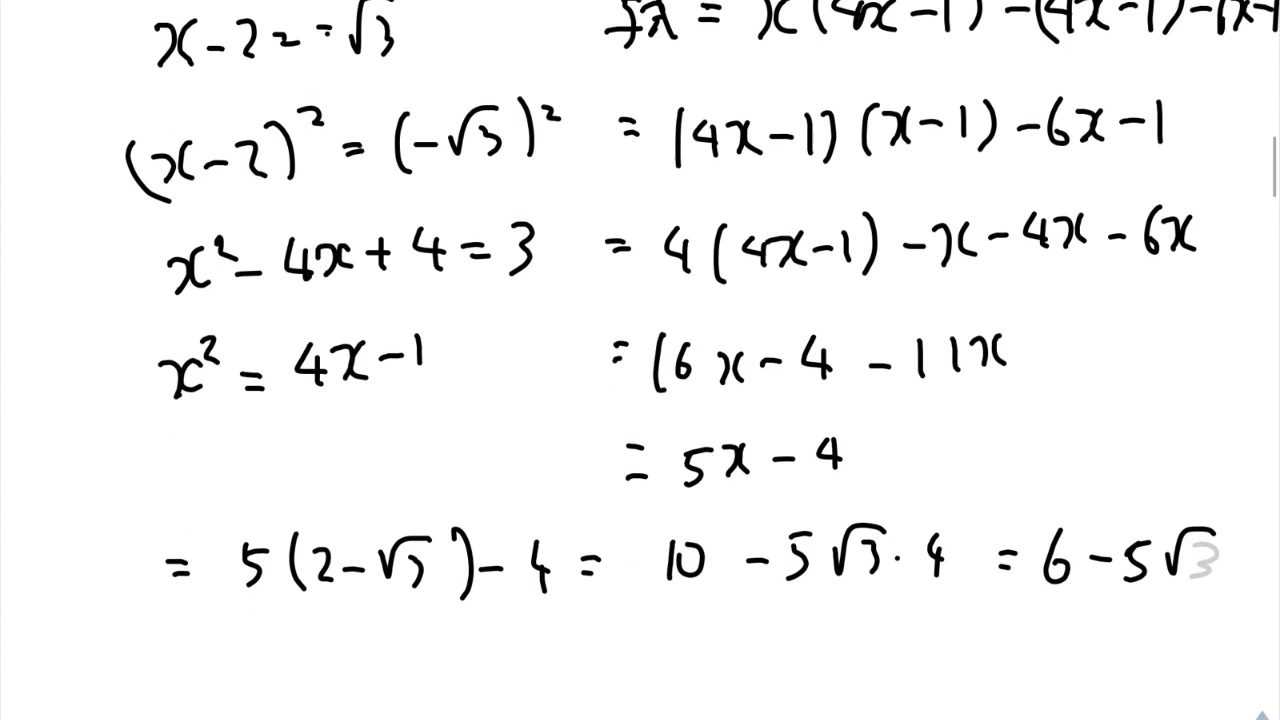 x - 2 = -√3
fx = x(4x-1) - (4x-1) - 6x-1
(x-2)² = (-√3)²
= (4x-1)(x-1) - 6x - 1
x² - 4x + 4 = 3
= 4(4x-1) - x - 4x - 6x
x² = 4x - 1
= 16x - 4 - 11x
= 5x - 4
= 5(2-√3) - 4 = 10 - 5√3 · 4 = 6 - 5√3